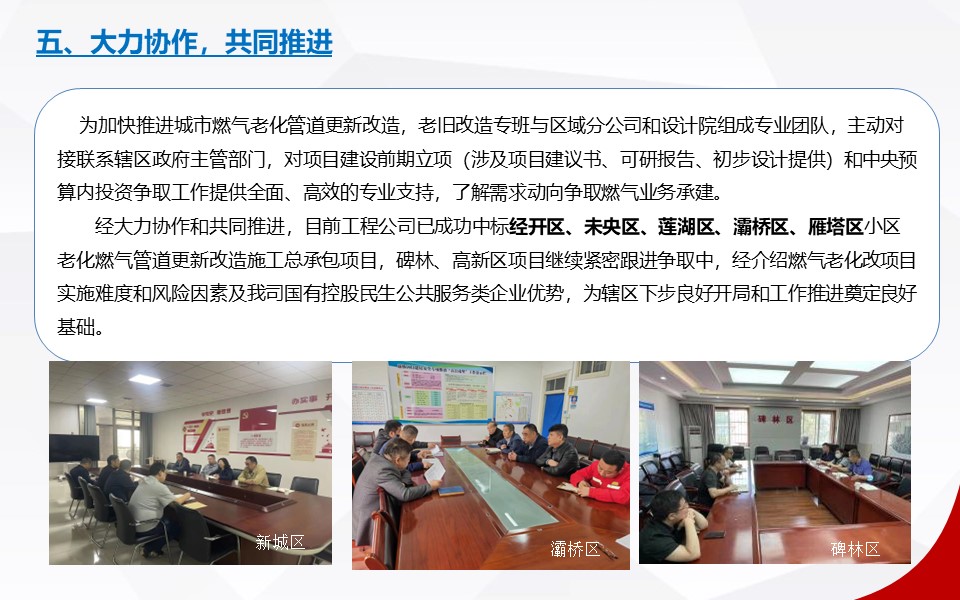 五、大力协作，共同推进
为加快推进城市燃气老化管道更新改造，老旧改造专班与区域分公司和设计院组成专业团队，主动对
接联系辖区政府主管部门，对项目建设前期立项（涉及项目建议书、可研报告、初步设计提供）和中央预
算内投资争取工作提供全面、高效的专业支持，了解需求动向争取燃气业务承建。
经大力协作和共同推进，目前工程公司已成功中标经开区、未央区、莲湖区、灞桥区、雁塔区小区
老化燃气管道更新改造施工总承包项目，碑林、高新区项目继续紧密跟进争取中，经介绍燃气老化改项目
实施难度和风险因素及我司国有控股民生公共服务类企业优势，为辖区下步良好开局和工作推进奠定良好
基础。
碑林区
新城区
灞桥区
碑林区